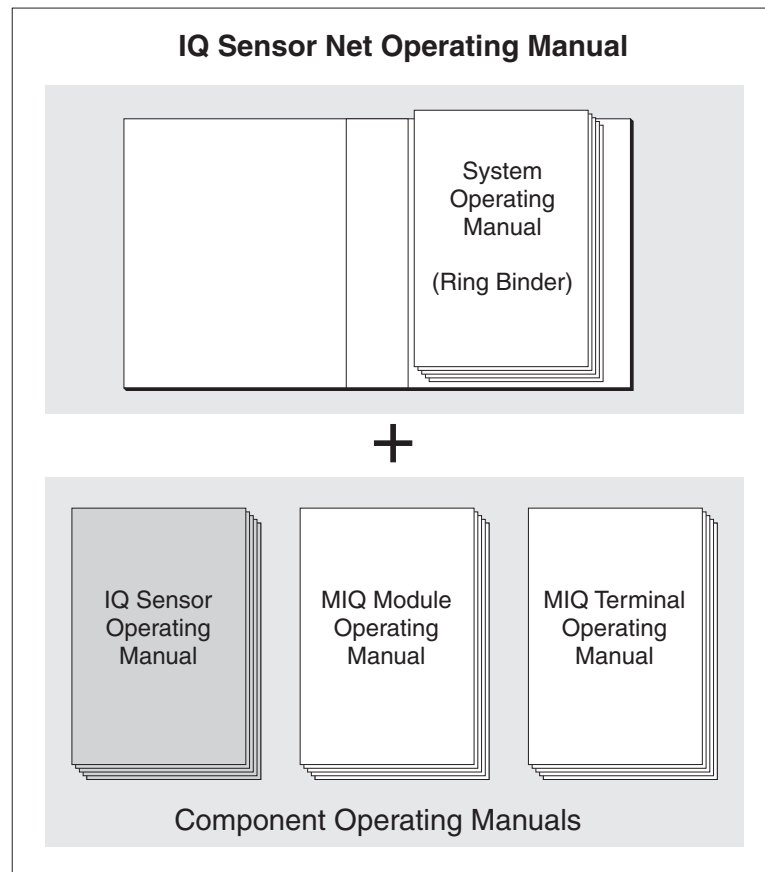 IQ Sensor Net Operating Manual
System
Operating
Manual
(Ring Binder)
+
IQ Sensor
Operating
Manual
MIQ Module
Operating
Manual
MIQ Terminal
Operating
Manual
Component Operating Manuals